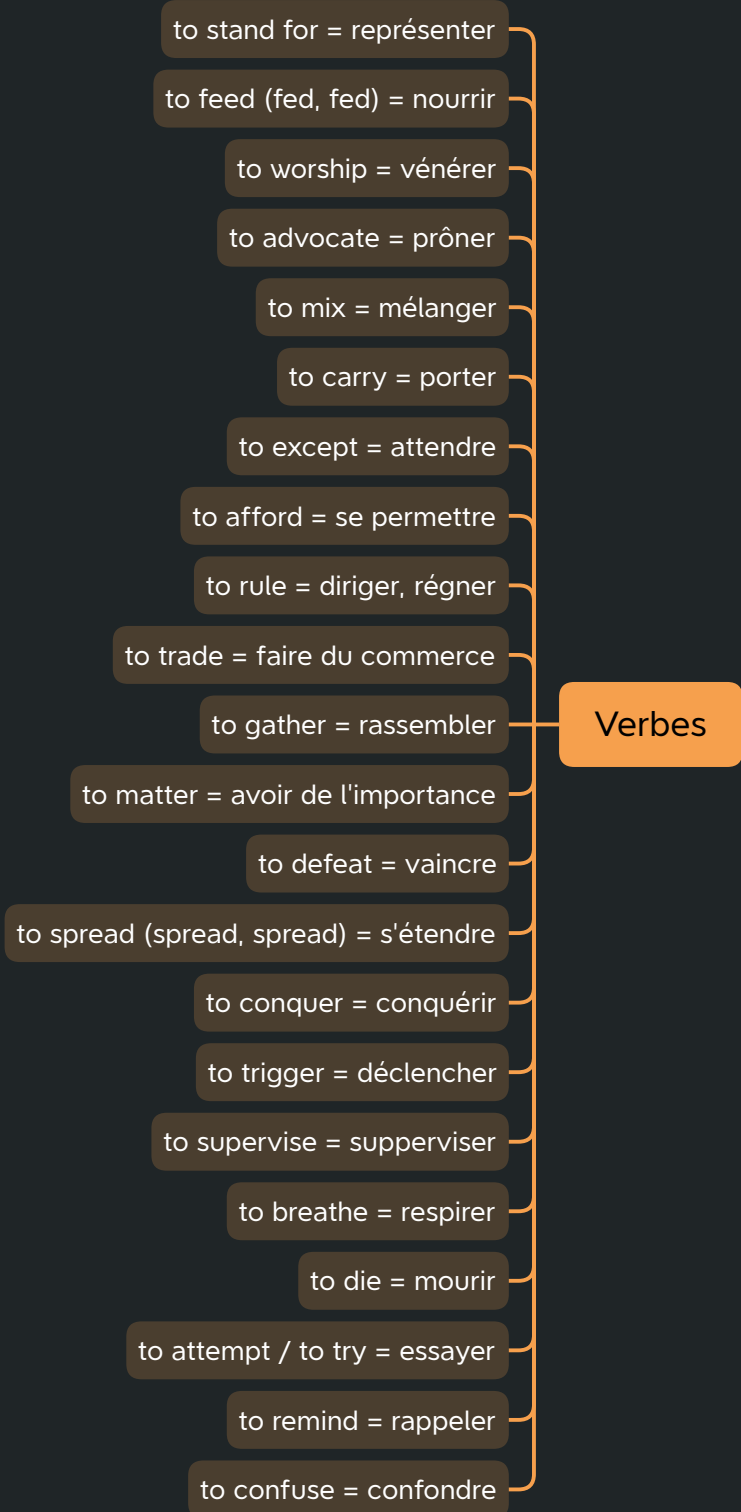 to stand for = représenter
to feed (fed, fed) = nourrir
to worship = vénérer
to advocate = prôner
to mix = mélanger
to carry = porter
to except = attendre
to afford = se permettre
to rule = diriger, régner
to trade = faire du commerce
to gather = rassembler
Verbes
to matter = avoir de l'importance
to defeat = vaincre
to spread (spread, spread) = s'étendre
to conquer = conquérir
to trigger = déclencher
to supervise = supperviser
to breathe = respirer
to die = mourir
to attempt / to try = essayer
to remind = rappeler
to confuse = confondre